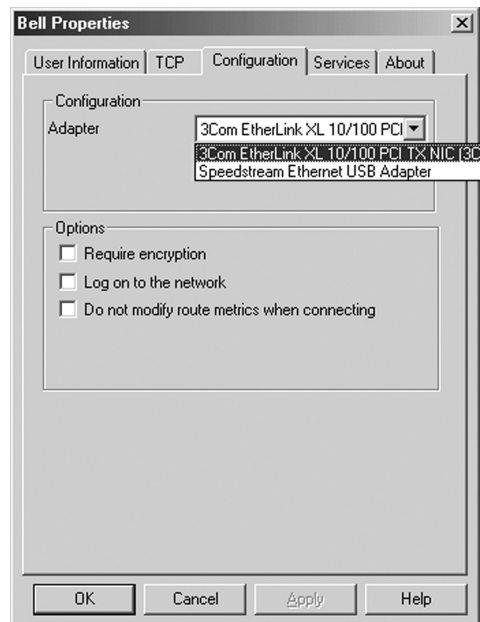 Bell Properties
User Information TCP Configuration Services About
Configuration
Adapter 3Com EtherLink XL 10/100 PCI
3Com EtherLink XL 10/100 PCI TX NIC (3C
Speedstream Ethernet USB Adapter
Options
Require encryption
Log on to the network
Do not modify route metrics when connecting
OK Cancel Apply Help